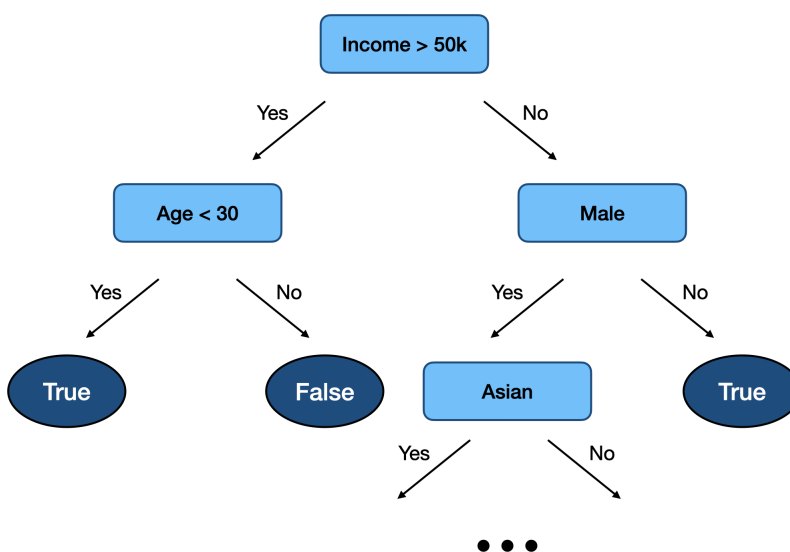 Income > 50k
Yes
No
Age < 30
Male
Yes
No
Yes
No
True
False
Asian
True
Yes
No
• • •